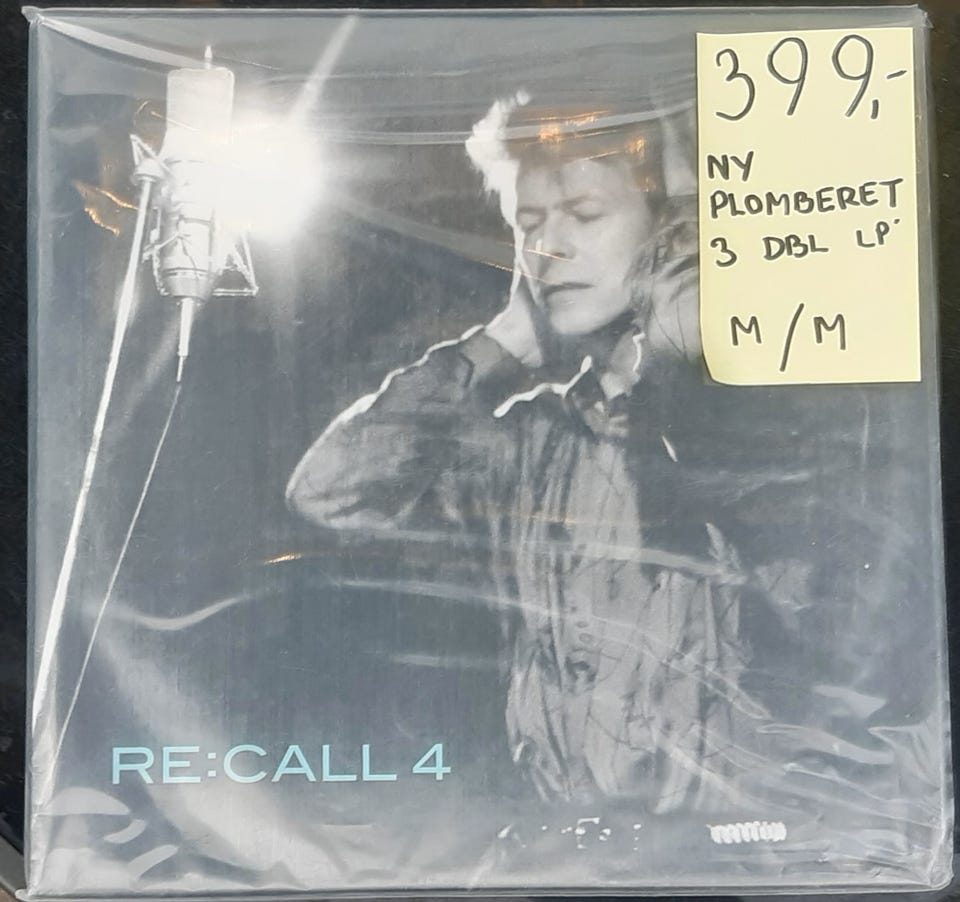 399,-
NY
PLOMBERET
3 DBL LP'
M/M
RE:CALL 4